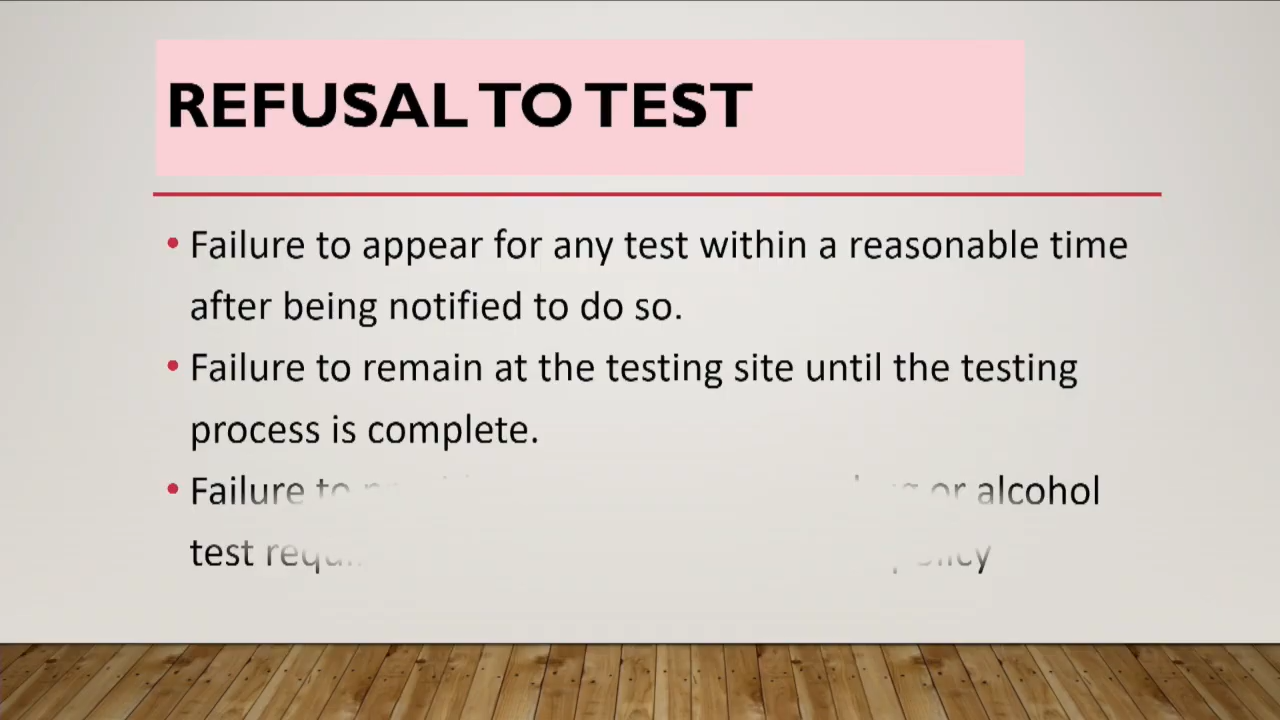 REFUSAL TO TEST
• Failure to appear for any test within a reasonable time
after being notified to do so.
• Failure to remain at the testing site until the testing
process is complete.
• Failure to or alcohol
test policy